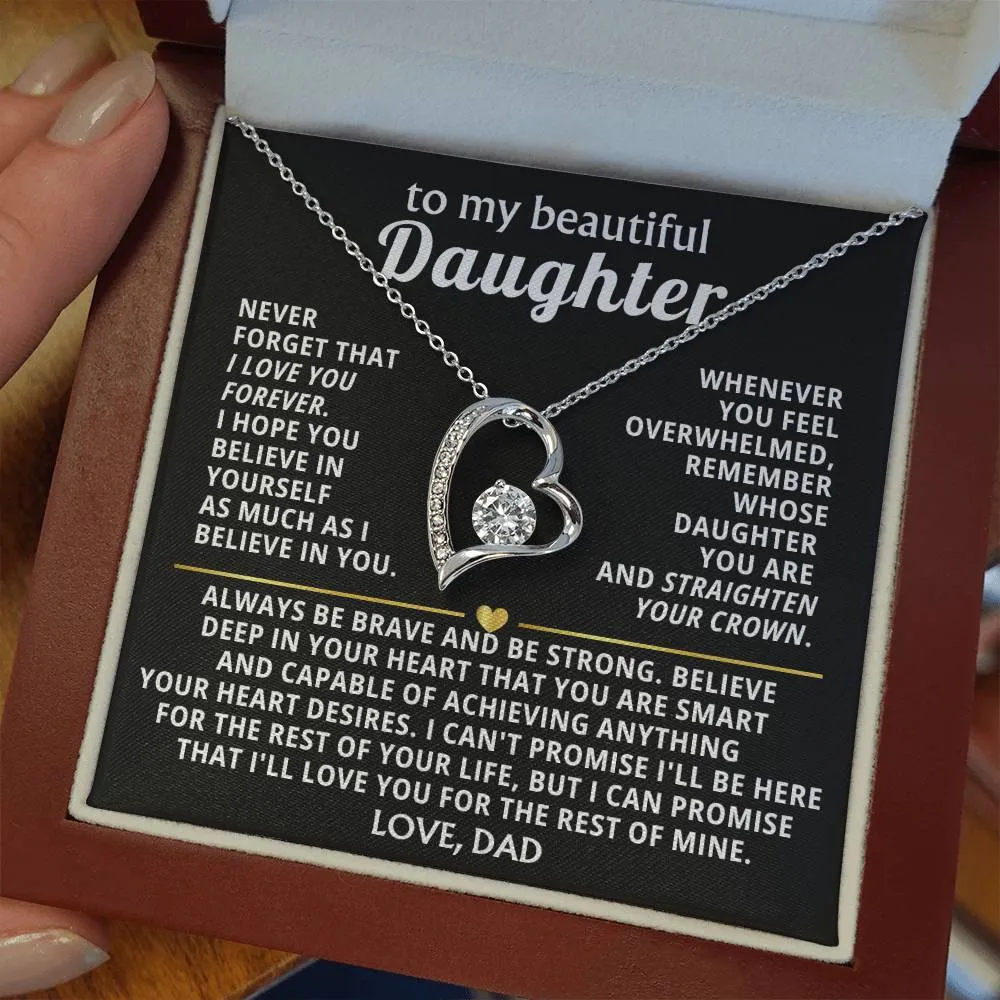 to my beautiful
Daughter
NEVER
FORGET THAT
I LOVE YOU
FOREVER.
I HOPE YOU
BELIEVE IN
YOURSELF
AS MUCH AS I
BELIEVE IN YOU.
WHENEVER
YOU FEEL
OVERWHELMED,
REMEMBER
WHOSE
DAUGHTER
YOU ARE
AND STRAIGHTEN
YOUR CROWN.
ALWAYS BE BRAVE AND BE STRONG. BELIEVE
DEEP IN YOUR HEART THAT YOU ARE SMART
AND CAPABLE OF ACHIEVING ANYTHING
YOUR HEART DESIRES. I CAN'T PROMISE I'LL BE HERE
FOR THE REST OF YOUR LIFE, BUT I CAN PROMISE
THAT I'LL LOVE YOU FOR THE REST OF MINE.
LOVE, DAD